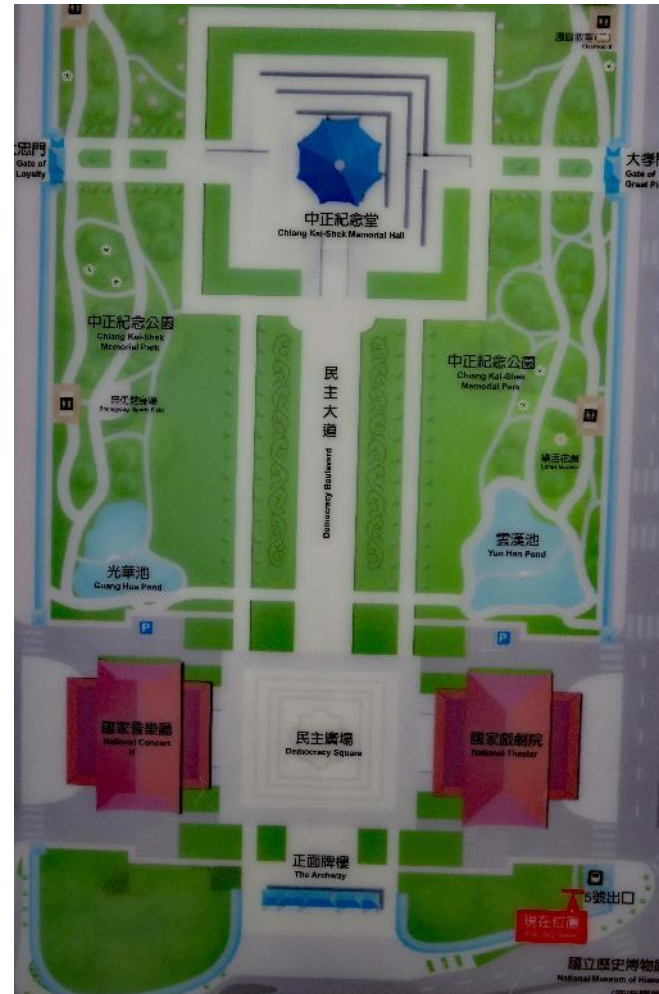 忠門
Gate of
Loyalty
大孝
Gate of
中正紀念堂
Chiang Kai-Shek Memorial Hall
中正紀念公園
Chiang Kai-Shek
Memorial Park
中正紀念公園
Chiang Kai-Shek
Memorial Park
民主大道
Democracy Boulevard
光華池
Guang Hua Pond
雲漢池
Yun Han Pond
P
P
國家音樂廳
National Concert
H
民主廣場
Democracy Square
國家戲劇院
National Theater
正面牌樓
The Archway
5號出口
現在位置
國立歷史博物
National Museum of